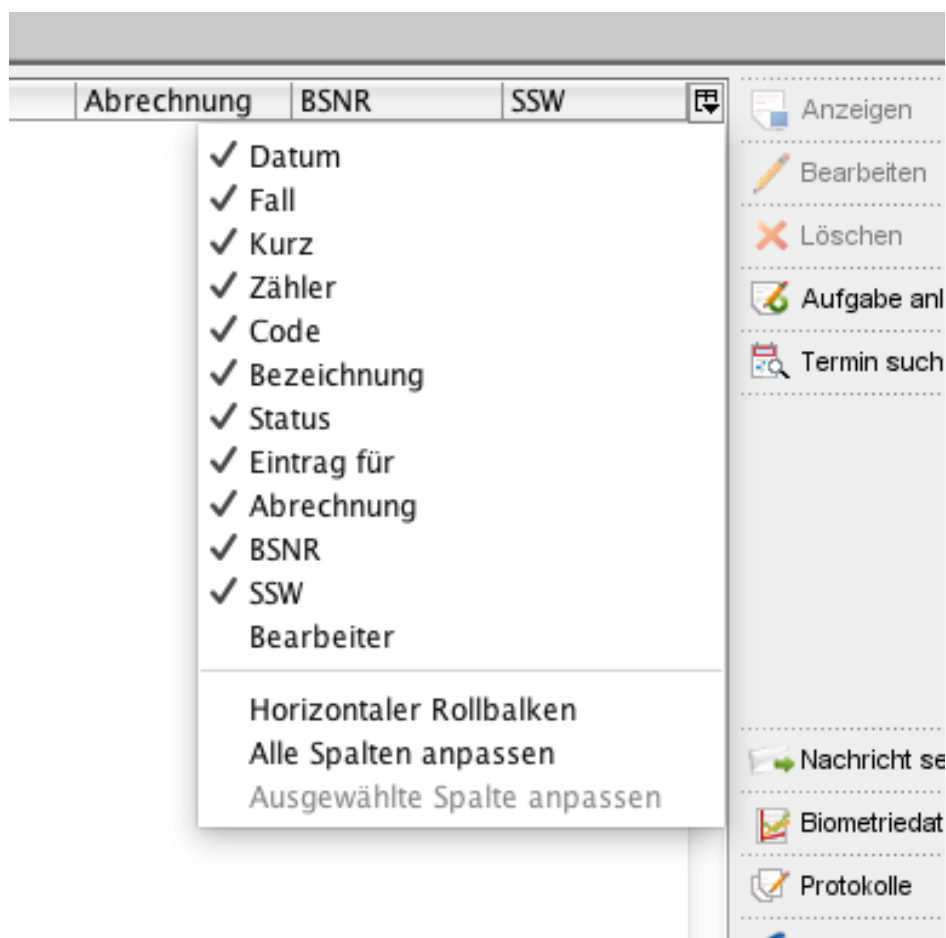 Abrechnung BSNR SSW
Datum
Fall
Kurz
Zähler
Code
Bezeichnung
Status
Eintrag für
Abrechnung
BSNR
SSW
Bearbeiter
Horizontaler Rollbalken
Alle Spalten anpassen
Ausgewählte Spalte anpassen
Anzeigen
Bearbeiten
Löschen
Aufgabe anl
Termin such
Nachricht se
Biometriedat
Protokolle